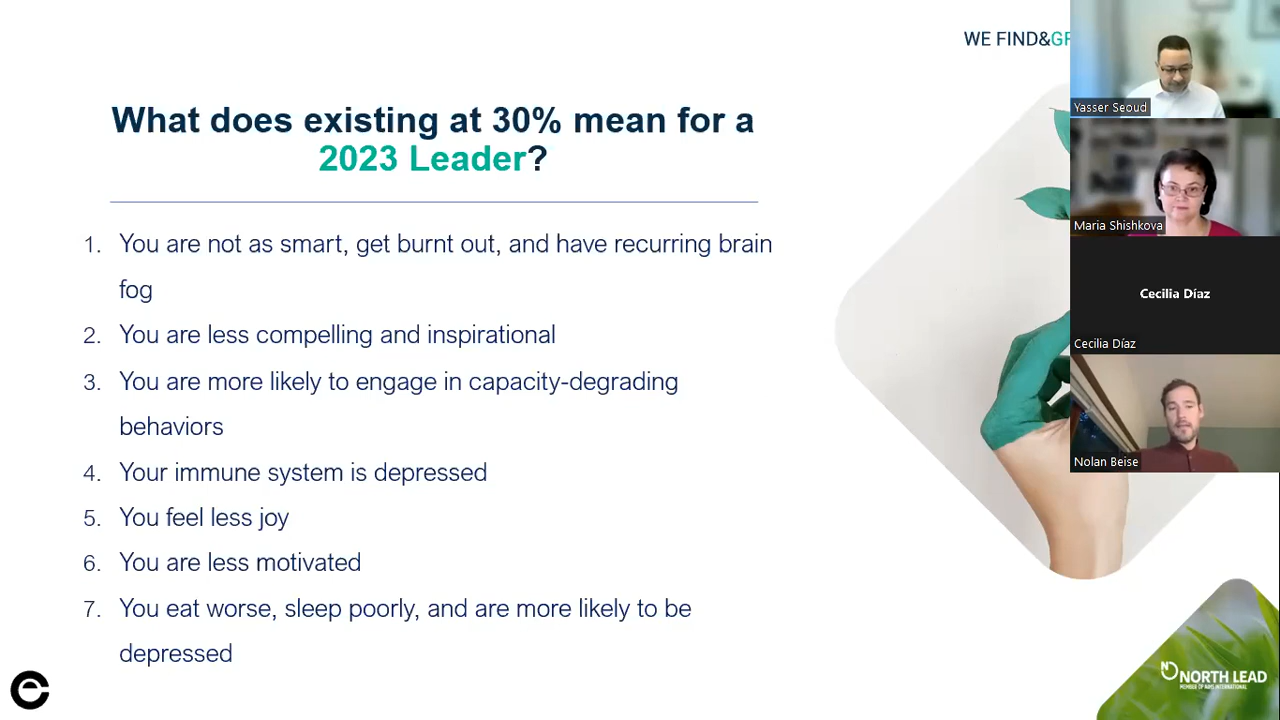 WE FIND&GR
What does existing at 30% mean for a
2023 Leader?
1. You are not as smart, get burnt out, and have recurring brain
fog
2. You are less compelling and inspirational
3. You are more likely to engage in capacity-degrading
behaviors
4. Your immune system is depressed
5. You feel less joy
6. You are less motivated
7. You eat worse, sleep poorly, and are more likely to be
depressed
Yasser Seoud
Maria Shishkova
Cecilia Díaz
Cecilia Díaz
Nolan Beise
NORTH LEAD
MEMBER OF AIMS INTERNATIONAL